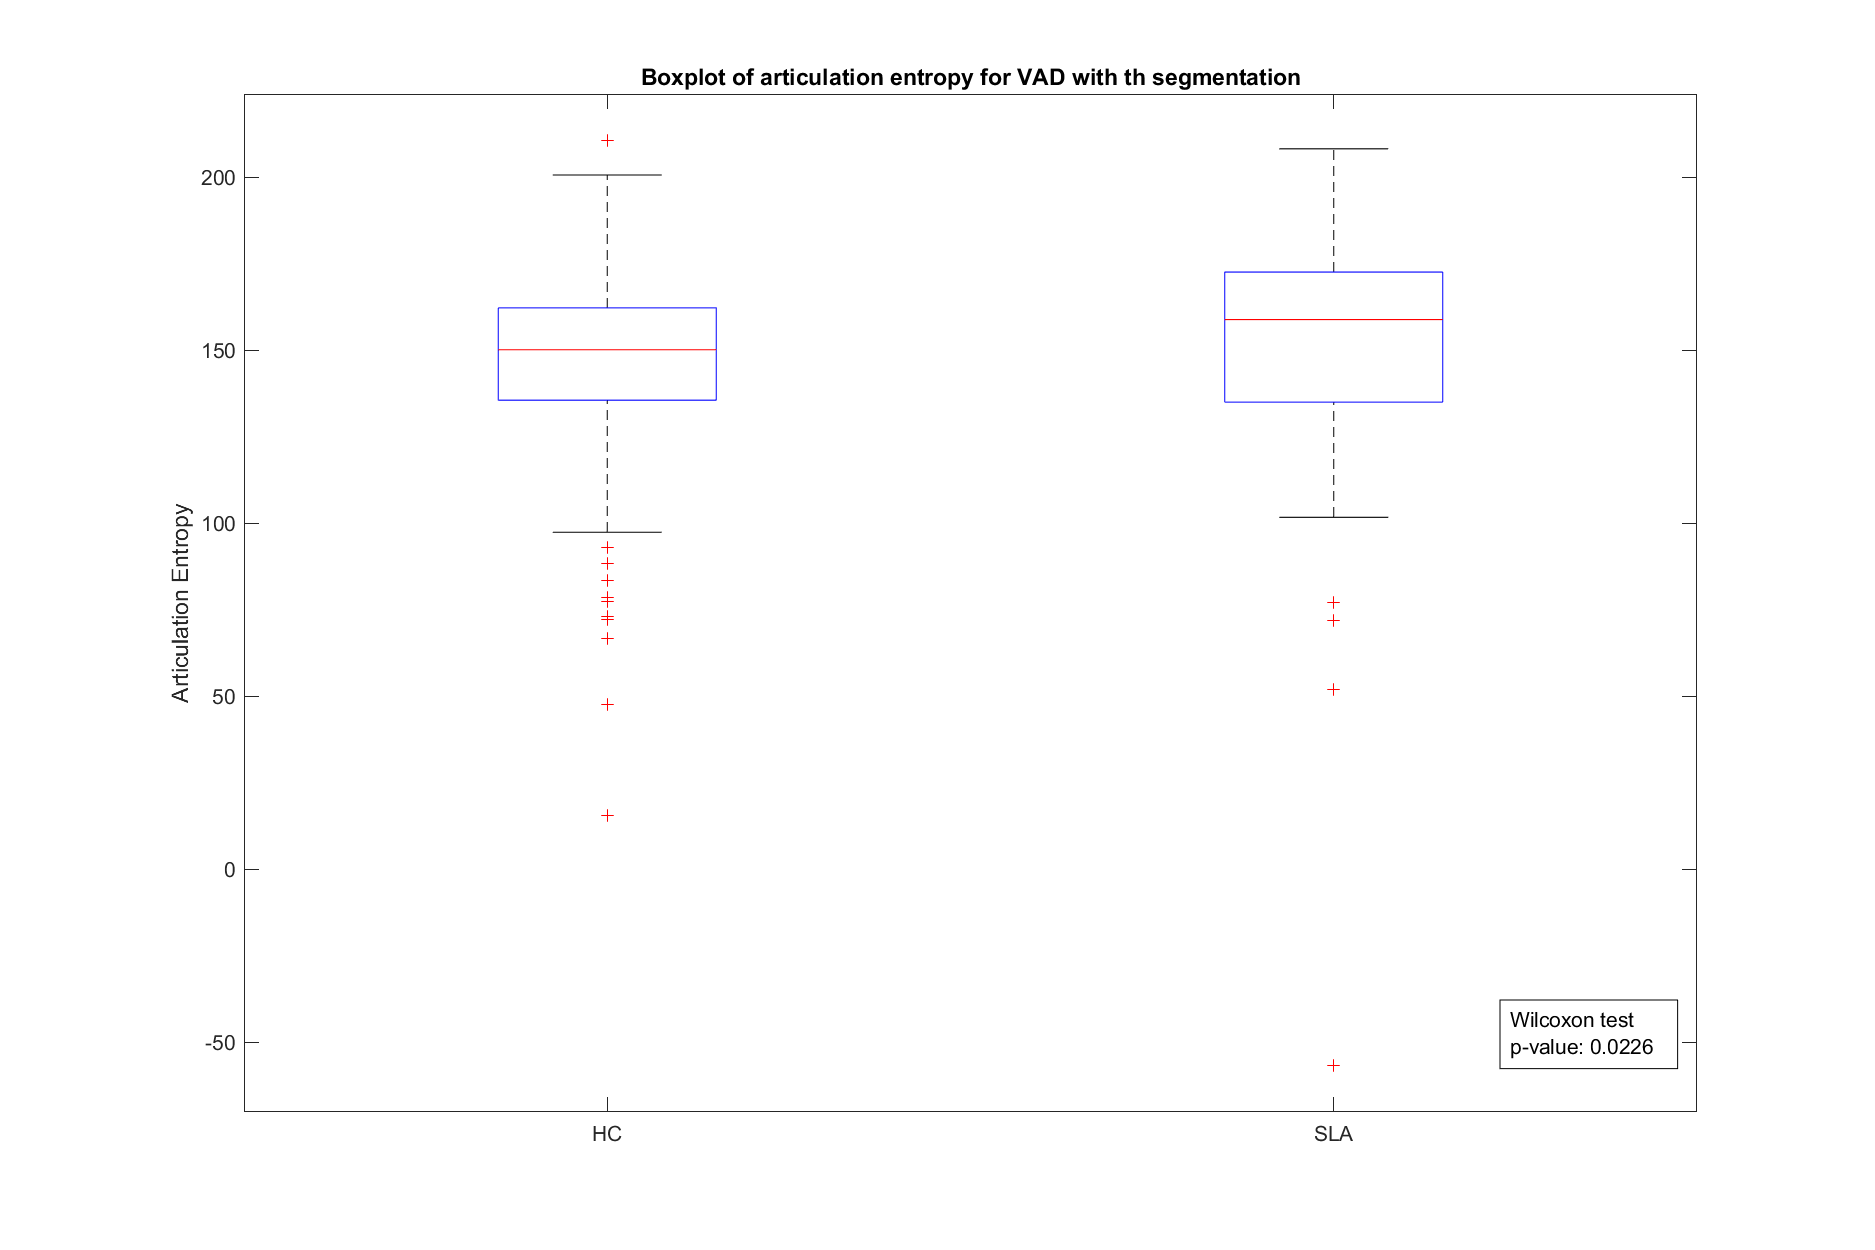 Boxplot of articulation entropy for VAD with th segmentation
200
150
100
50
0
-50
Articulation Entropy
HC
SLA
Wilcoxon test
p-value: 0.0226